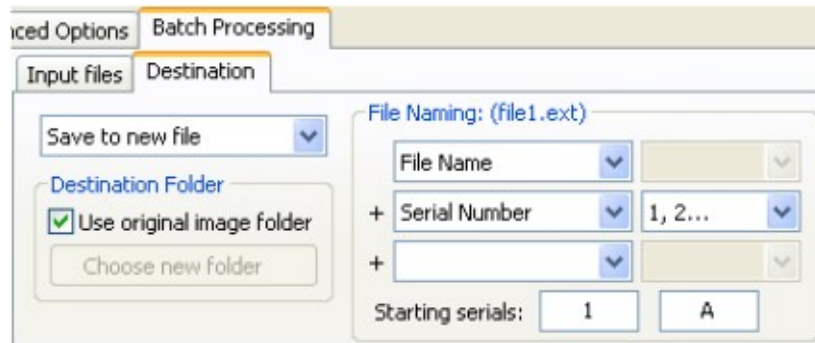 nced Options Batch Processing
Input files Destination
Save to new file
Destination Folder
Use original image folder
Choose new folder
File Naming: (file1.ext)
File Name
+ Serial Number 1, 2...
+
Starting serials: 1 A